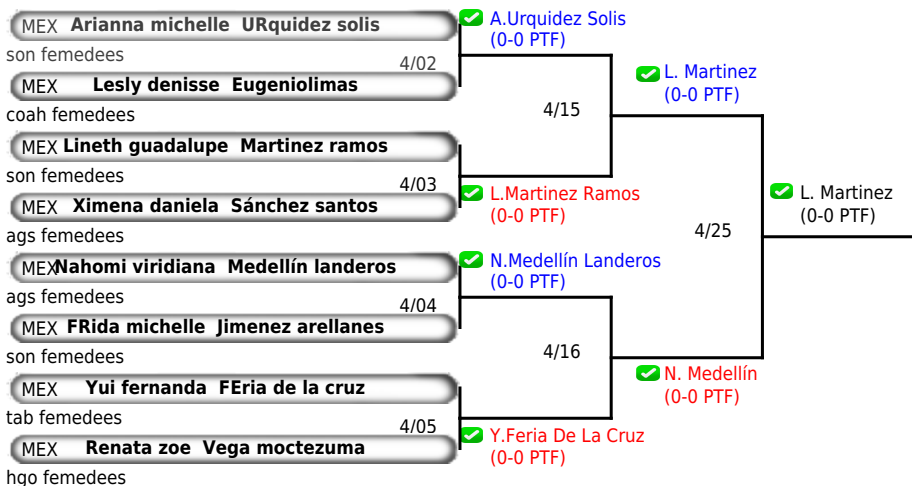 MEX Arianna michelle URquidez solis
son femedees
4/02
MEX Lesly denisse Eugeniolimas
coah femedees
MEX Lineth guadalupe Martinez ramos
son femedees
4/03
MEX Ximena daniela Sánchez santos
ags femedees
MEX Nahomi viridiana Medellín landeros
ags femedees
4/04
MEX FRida michelle Jimenez arellanes
son femedees
MEX Yui fernanda FEria de la cruz
tab femedees
4/05
MEX Renata zoe Vega moctezuma
hgo femedees
A.Urquidez Solis
(0-0 PTF)
4/15
L.Martinez Ramos
(0-0 PTF)
N.Medellín Landeros
(0-0 PTF)
4/16
Y.Feria De La Cruz
(0-0 PTF)
L. Martinez
(0-0 PTF)
4/25
N. Medellín
(0-0 PTF)
L. Martinez
(0-0 PTF)